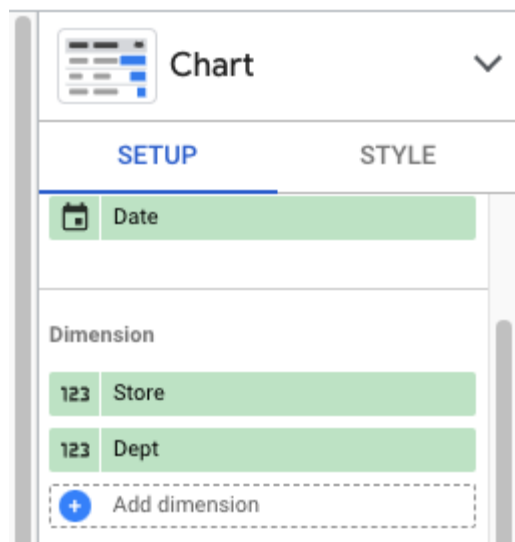 Chart
SETUP STYLE
Date
Dimension
123 Store
123 Dept
Add dimension